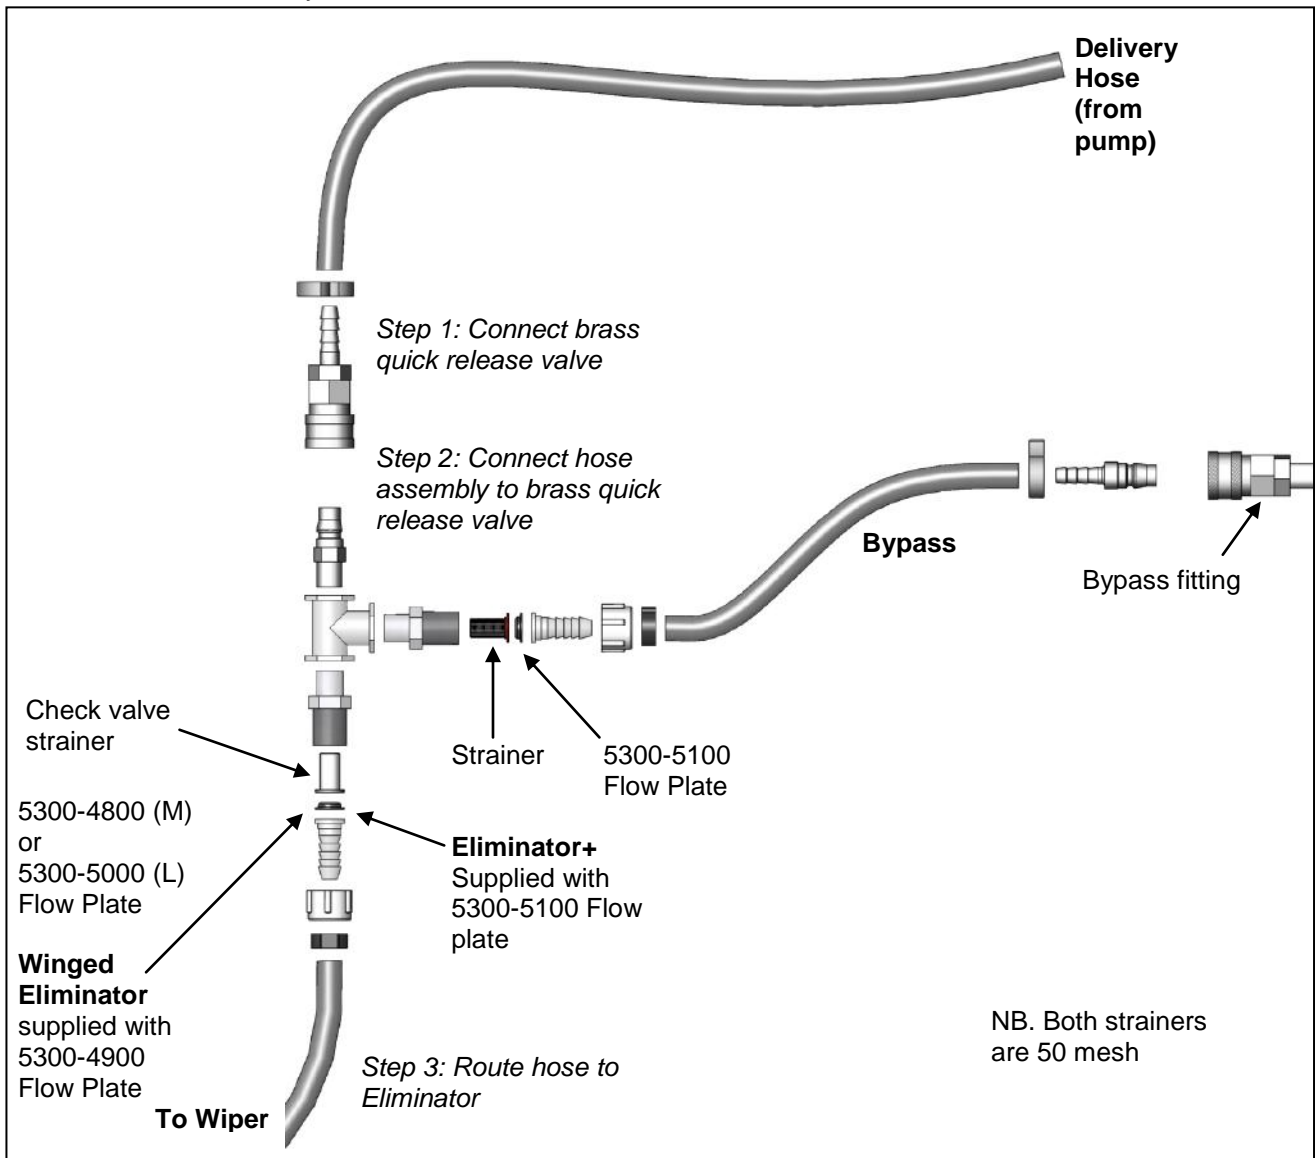 Delivery
Hose
(from
pump)
Step 1: Connect brass
quick release valve
Step 2: Connect hose
assembly to brass quick
release valve
Bypass
Bypass fitting
Check valve
strainer
Strainer
5300-5100
Flow Plate
5300-4800 (M)
or
5300-5000 (L)
Flow Plate
Eliminator+
Supplied with
5300-5100 Flow
plate
Winged
Eliminator
supplied with
5300-4900
Flow Plate
NB. Both strainers
are 50 mesh
Step 3: Route hose to
Eliminator
To Wiper